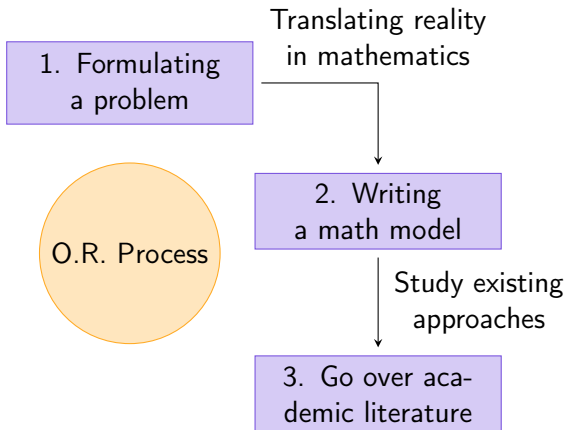 Translating reality
in mathematics
1. Formulating
a problem
2. Writing
a math model
O.R. Process
Study existing
approaches
3. Go over aca-
demic literature